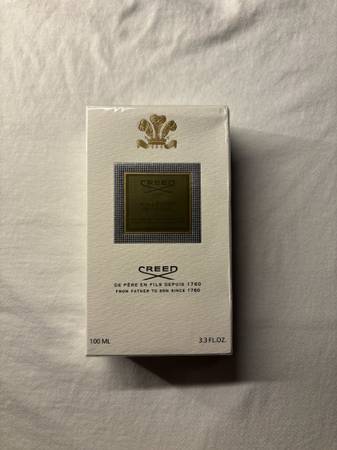 CREED
CREED
DE PÈRE EN FILS DEPUIS 1760
FROM FATHER TO SON SINCE 1760
100 ML
3.3 FL.OZ.